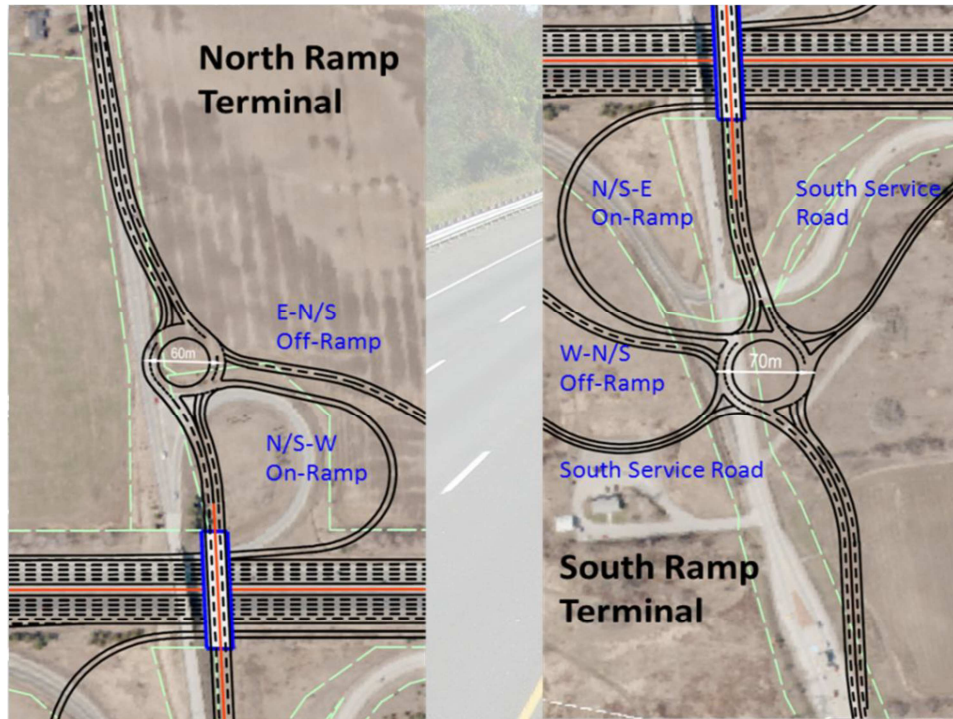 North Ramp
Terminal
60m
E-N/S
Off-Ramp
N/S-W
On-Ramp
N/S-E
On-Ramp
South Service
Road
W-N/S
Off-Ramp
70m
South Service Road
South Ramp
Terminal